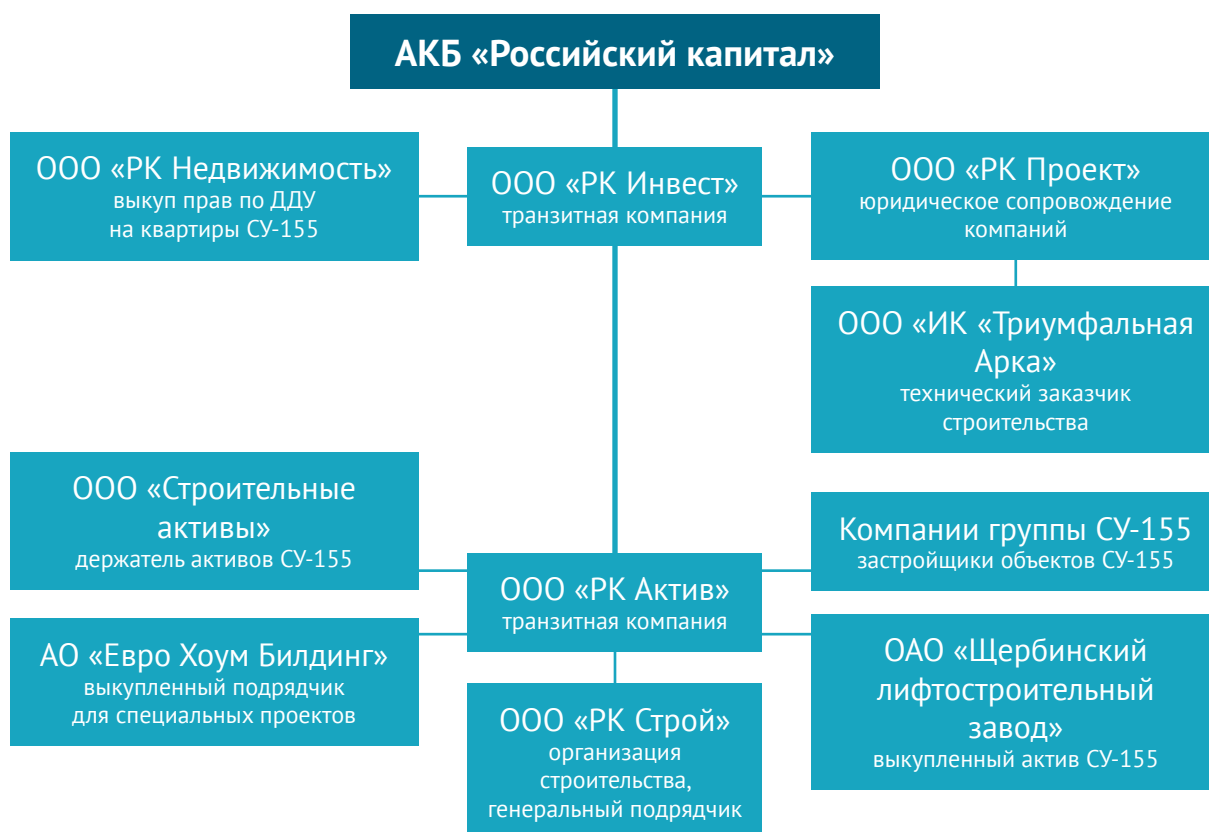 АКБ «Российский капитал»
ООО «РК Недвижимость»
выкуп прав по ДДУ
на квартиры СУ-155
ООО «РК Инвест»
транзитная компания
ООО «РК Проект»
юридическое сопровождение
компаний
ООО «ИК «Триумфальная
Арка»
технический заказчик
строительства
ООО «Строительные
активы»
держатель активов СУ-155
Компании группы СУ-155
застройщики объектов СУ-155
ООО «РК Актив»
транзитная компания
АО «Евро Хоум Билдинг»
выкупленный подрядчик
для специальных проектов
ОАО «Щербинский
лифтостроительный
завод»
выкупленный актив СУ-155
ООО «РК Строй»
организация
строительства,
генеральный подрядчик